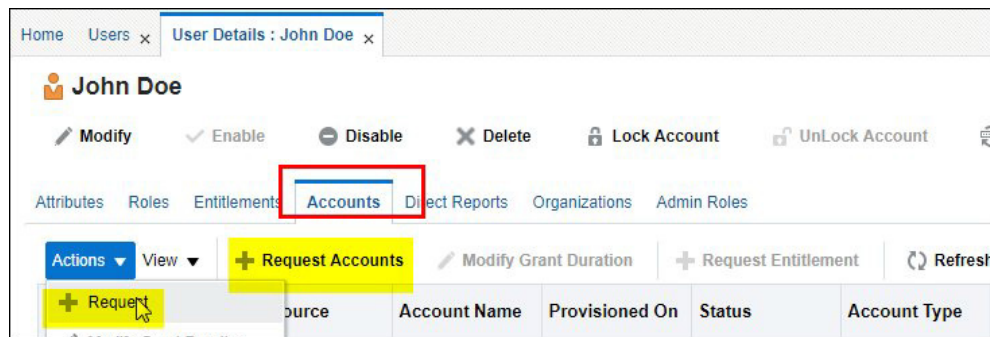 Home Users x User Details : John Doe x
John Doe
Modify Enable Disable Delete Lock Account UnLock Account
Attributes Roles Entitlements Accounts Direct Reports Organizations Admin Roles
Actions View Request Accounts Modify Grant Duration Request Entitlement Refresh
Request
ource Account Name Provisioned On Status Account Type